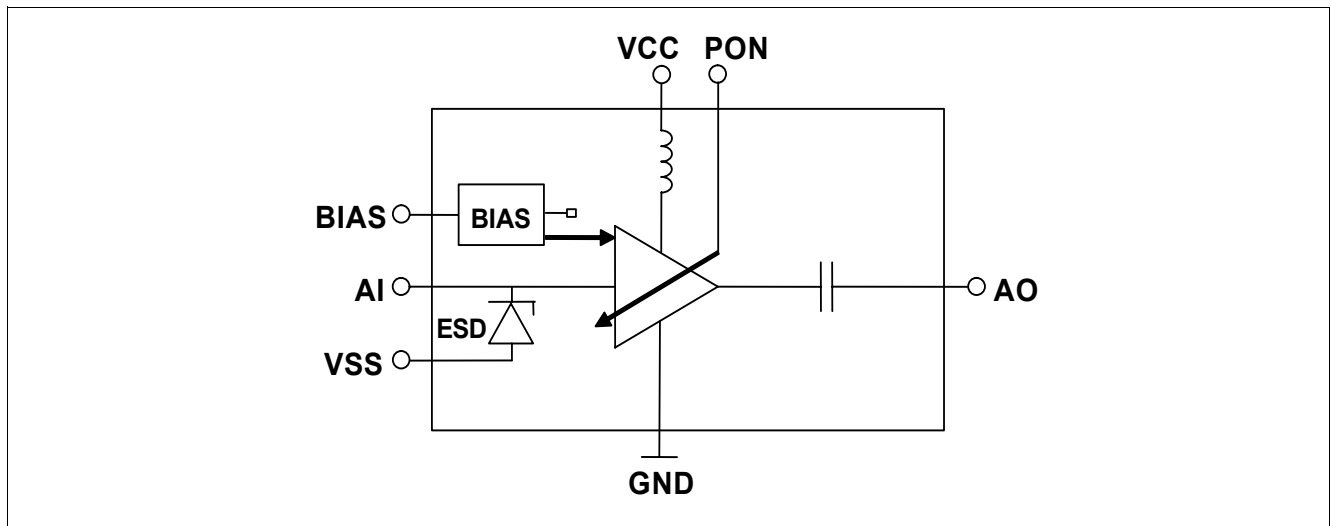 VCC PON
BIAS BIAS
AI AO
ESD
VSS
GND